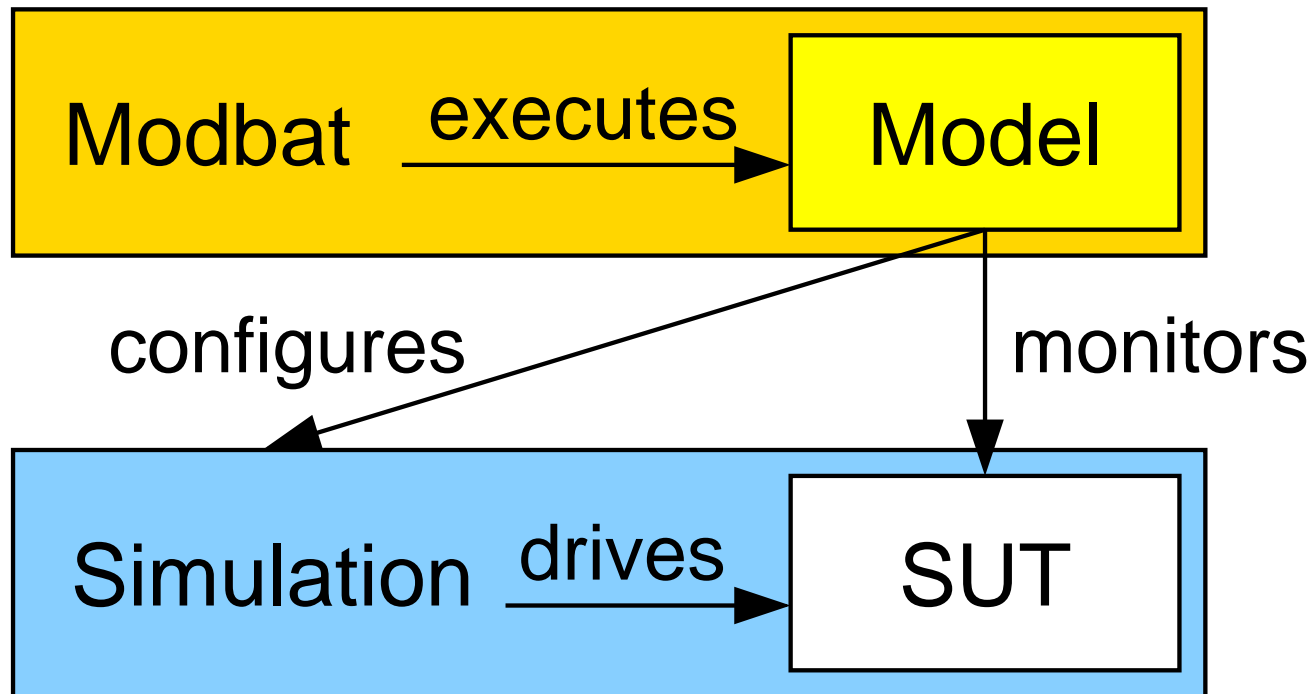 Modbat
executes
Model
configures
monitors
Simulation
drives
SUT